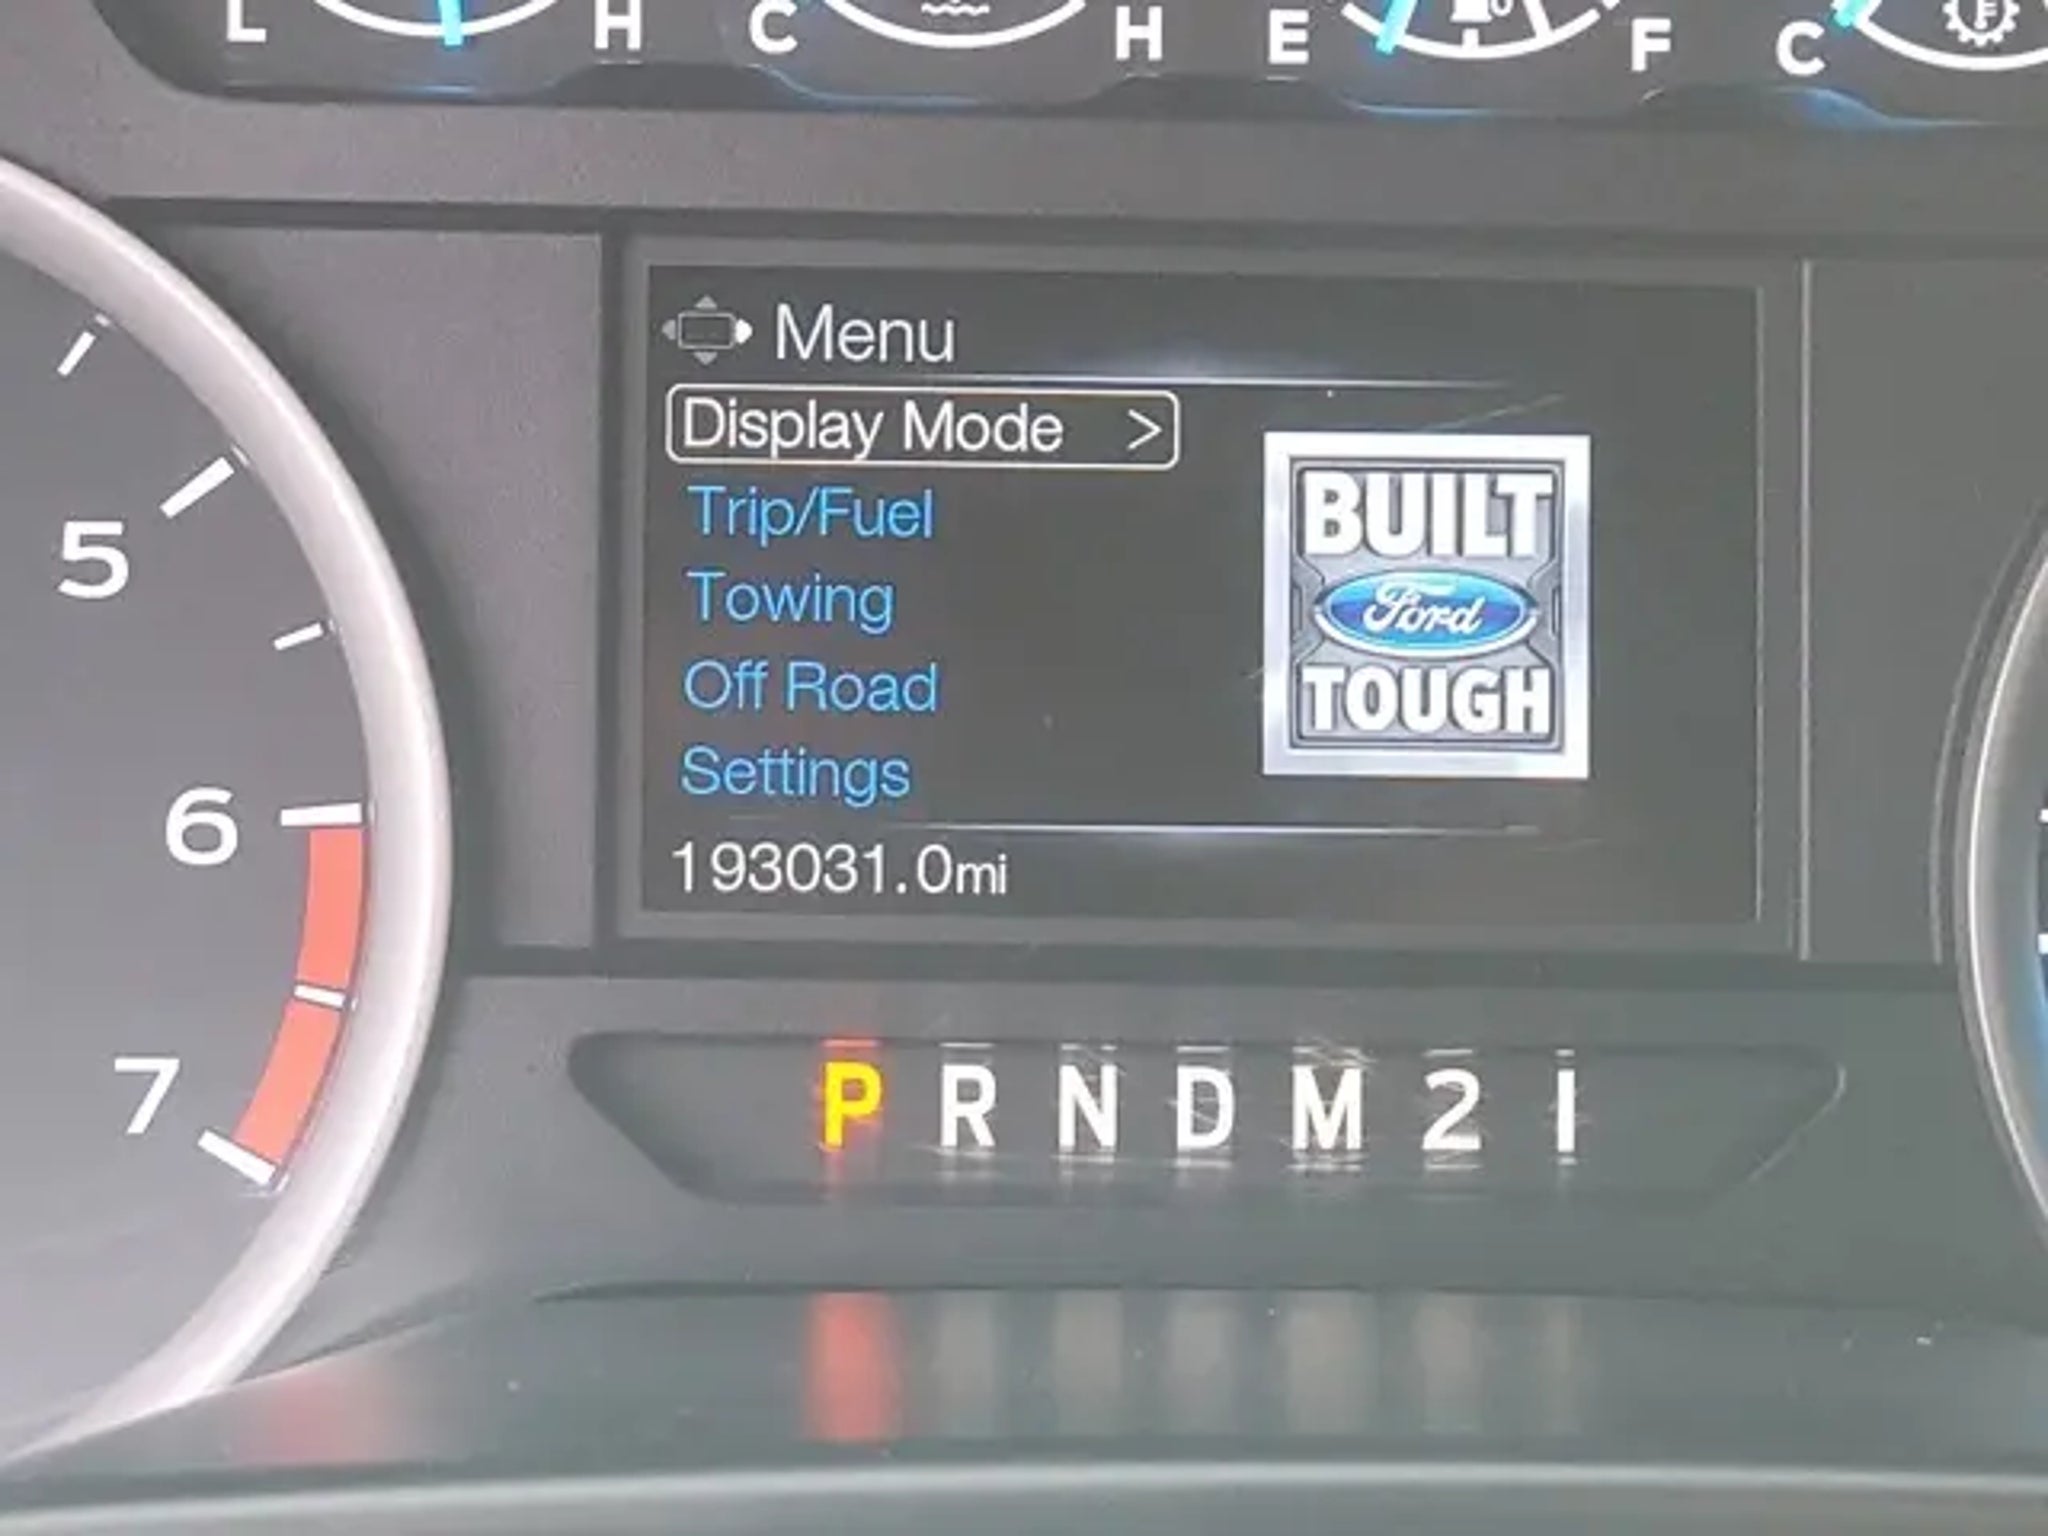 L H C H E F C
F
Menu
Display Mode >
Trip/Fuel
Towing
Off Road
Settings
193031.0mi
BUILT
Ford
TOUGH
5
6
7
P R N D M 2 1